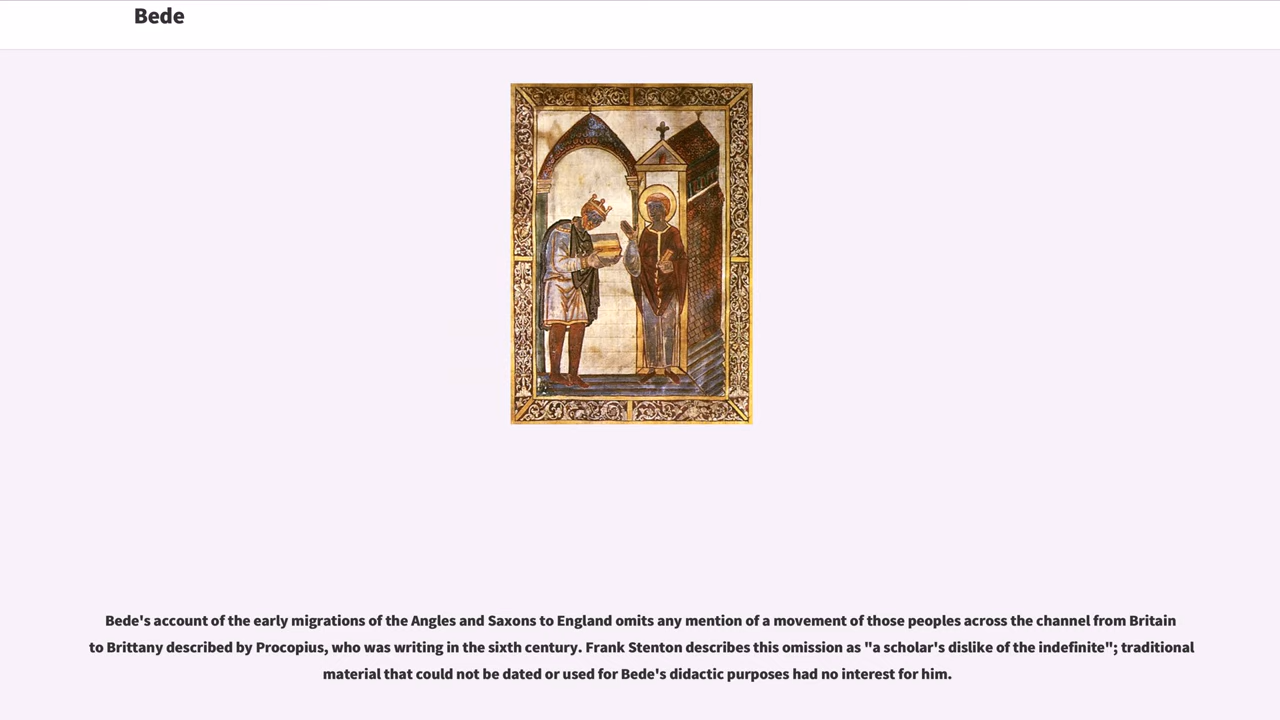 Bede
Bede's account of the early migrations of the Angles and Saxons to England omits any mention of a movement of those peoples across the channel from Britain
to Brittany described by Procopius, who was writing in the sixth century. Frank Stenton describes this omission as "a scholar's dislike of the indefinite"; traditional
material that could not be dated or used for Bede's didactic purposes had no interest for him.